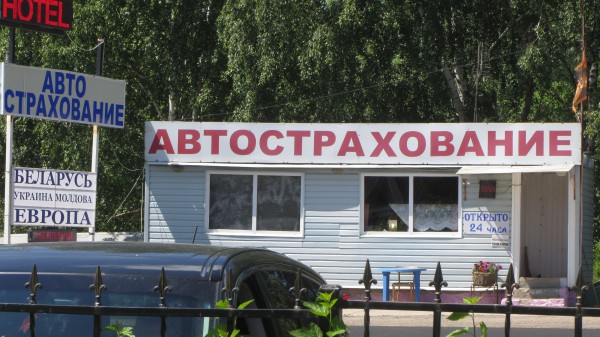 HOTEL
АВТО
СТРАХОВАНИЕ
БЕЛАРУСЬ
УКРАИНА МОЛДОВА
ЕВРОПА
АВТОСТРАХОВАНИЕ
ОТКРЫТО
24 часа